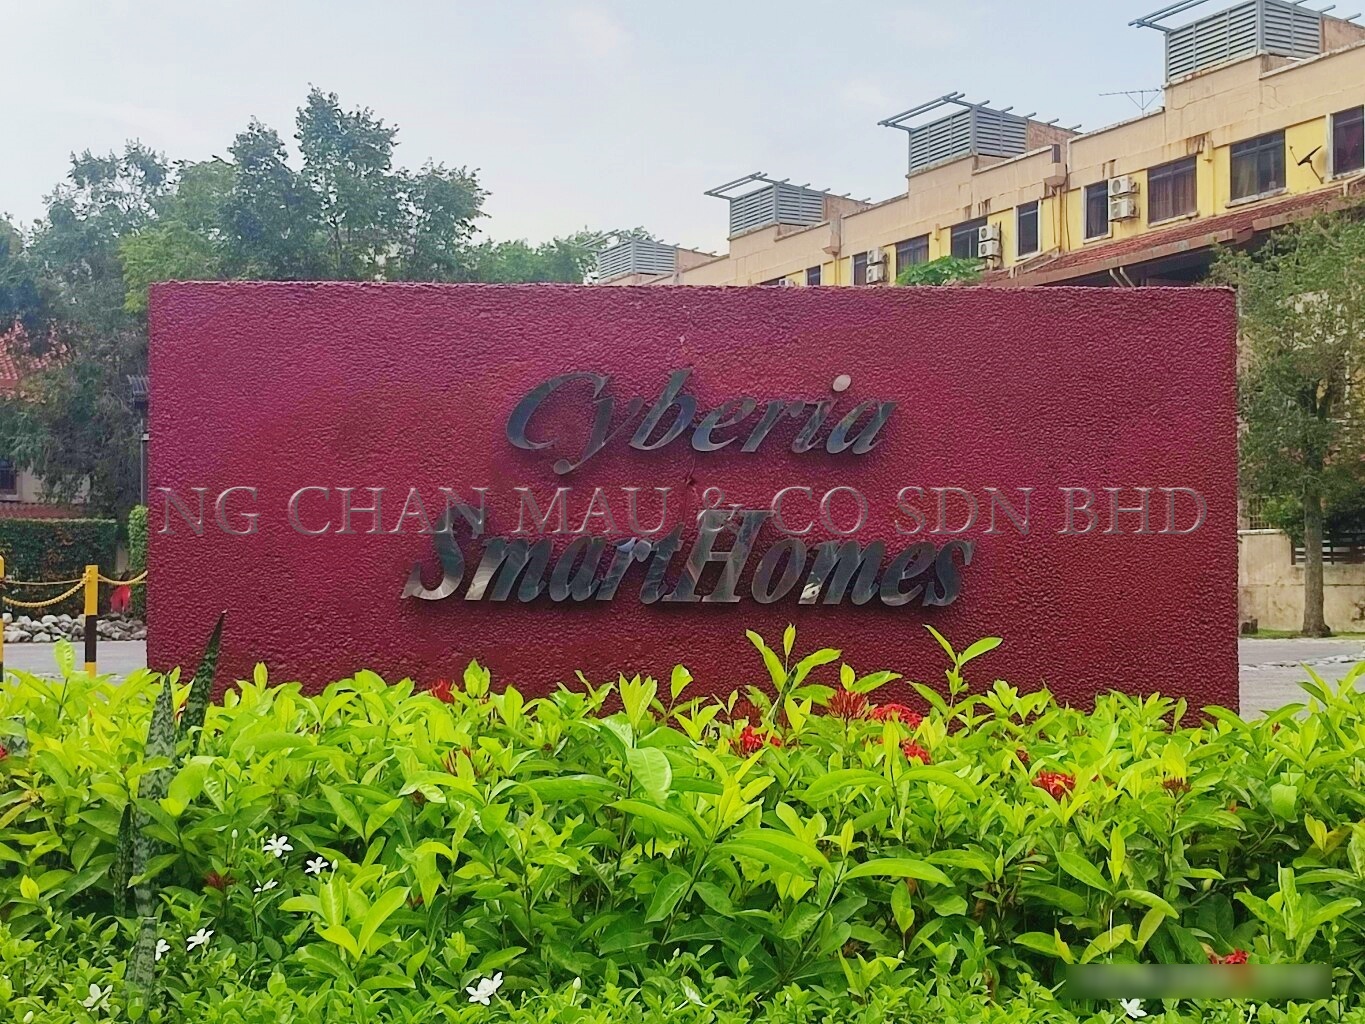 Cyberia
NG CHAN MAU & CO SDN BHD
SmartHomes